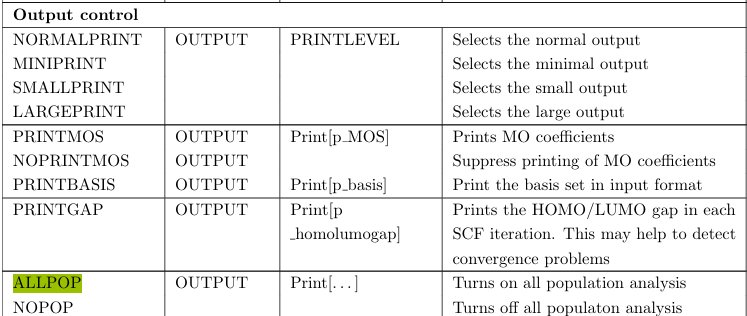 Output control
NORMALPRINT OUTPUT PRINTLEVEL Selects the normal output
MINIPRINT Selects the minimal output
SMALLPRINT Selects the small output
LARGEPRINT Selects the large output
PRINTMOS OUTPUT Print[p_MOS] Prints MO coefficients
NOPRINTMOS OUTPUT Suppress printing of MO coefficients
PRINTBASIS OUTPUT Print[p_basis] Print the basis set in input format
PRINTGAP OUTPUT Print[p Prints the HOMO/LUMO gap in each
_homolumogap] SCF iteration. This may help to detect
convergence problems
ALLPOP OUTPUT Print[...] Turns on all population analysis
NOPOP Turns off all populaton analysis